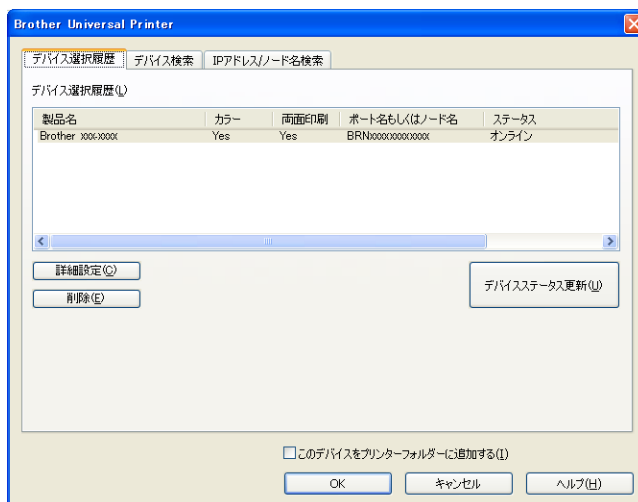 Brother Universal Printer
デバイス選択履歴 デバイス検索 IPアドレス/ノード名検索
デバイス選択履歴(L)
製品名 カラー 両面印刷 ポート名もしくはノード名 ステータス
Brother xxx-xxxx Yes Yes BRNxxxxxxxxxxxx オンライン
詳細設定(C)
デバイスステータス更新(U)
削除(E)
このデバイスをプリンターフォルダーに追加する(I)
OK キャンセル ヘルプ(H)